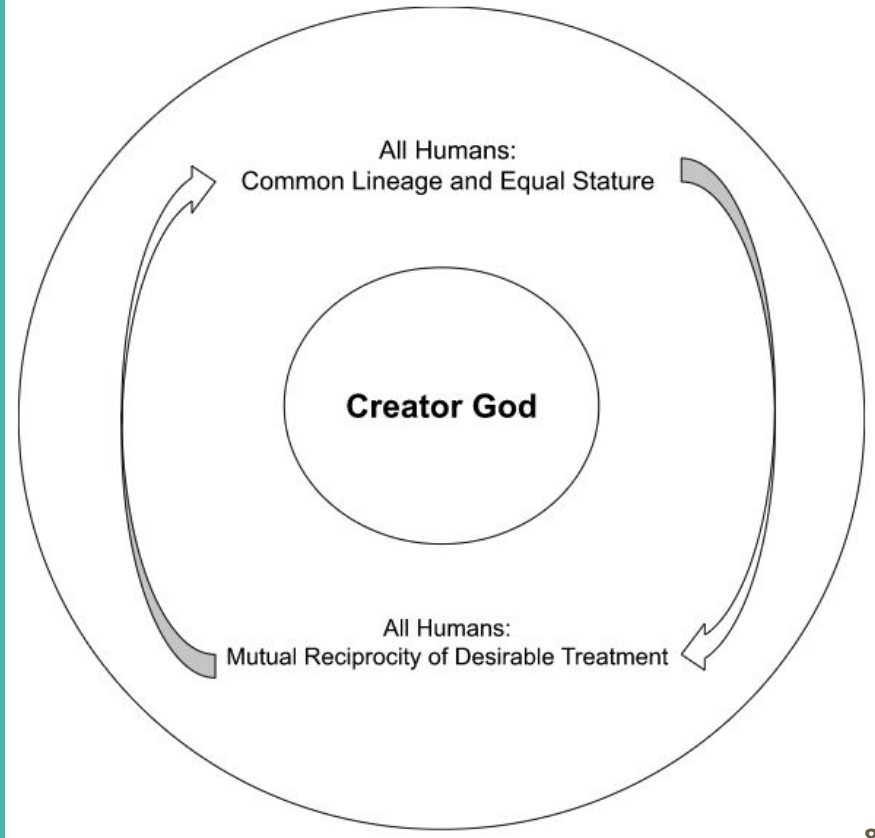 All Humans:
Common Lineage and Equal Stature
Creator God
All Humans:
Mutual Reciprocity of Desirable Treatment